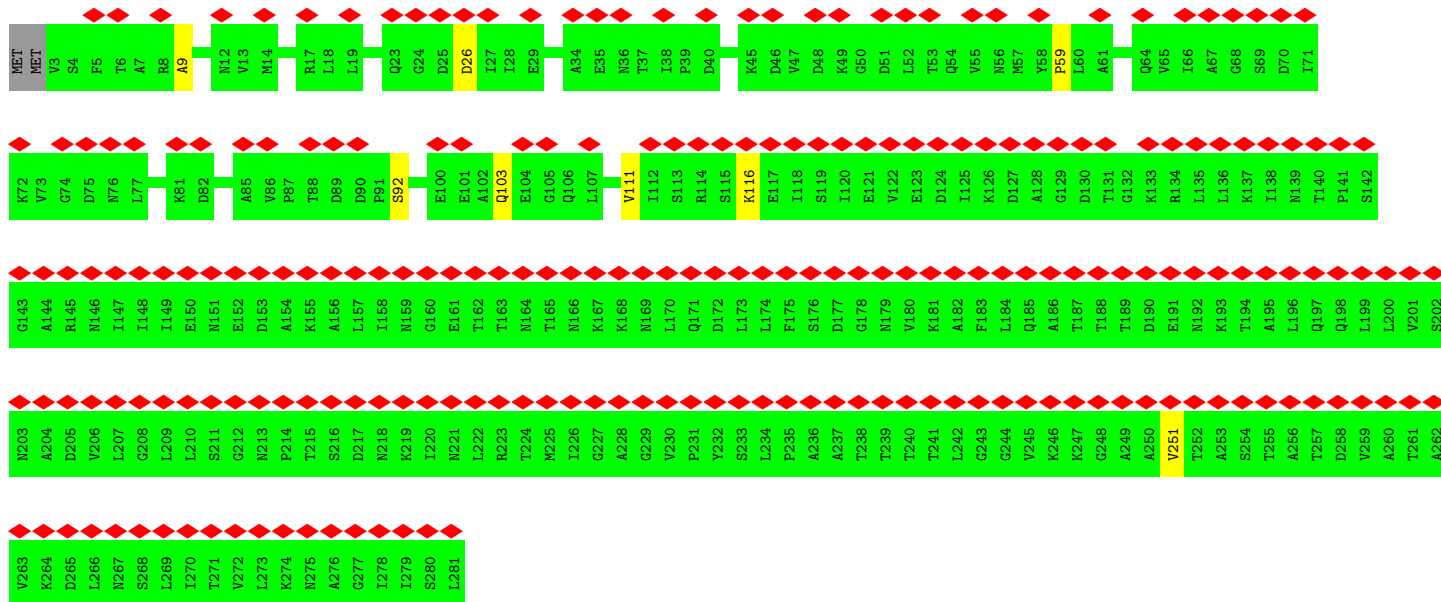 MET MET V3 S4 F5 T6 A7 R8 A9 N12 V13 M14 R17 L18 L19 Q23 G24 D25 D26 I27 I28 E29 A34 E35 N36 T37 I38 P39 D40 K45 D46 V47 D48 K49 G50 D51 L52 T53 Q54 V55 N56 M57 Y58 P59 L60 A61 Q64 V65 I66 A67 G68 S69 D70 I71
K72 V73 G74 D75 N76 L77 K81 D82 A85 V86 P87 T88 D89 D90 P91 S92 E100 E101 A102 Q103 E104 G105 Q106 L107 V111 I112 S113 R114 S115 K116 E117 I118 S119 I120 E121 V122 E123 D124 I125 K126 D127 A128 G129 D130 T131 G132 K133 R134 L135 L136 K137 I138 N139 T140 P141 S142
G143 A144 R145 N146 I147 I148 I149 E150 N151 E152 D153 A154 K155 A156 L157 I158 N159 G160 E161 T162 T163 N164 T165 N166 K167 K168 N169 L170 Q171 D172 L173 L174 F175 S176 D177 G178 N179 V180 K181 A182 F183 L184 Q185 A186 T187 T188 T189 D190 E191 N192 K193 T194 A195 L196 Q197 Q198 L199 L200 V201 S202
N203 A204 D205 V206 L207 G208 L209 L210 S211 G212 N213 P214 T215 S216 D217 N218 K219 I220 N221 L222 R223 T224 M225 I226 G227 A228 G229 V230 P231 Y232 S233 L234 P235 A236 A237 T238 T239 T240 T241 L242 G243 G244 V245 K246 K247 G248 A249 A250 V251 T252 A253 S254 T255 A256 T257 D258 V259 A260 T261 A262
V263 K264 D265 L266 N267 S268 L269 I270 T271 V272 L273 K274 N275 A276 G277 I278 I279 S280 L281